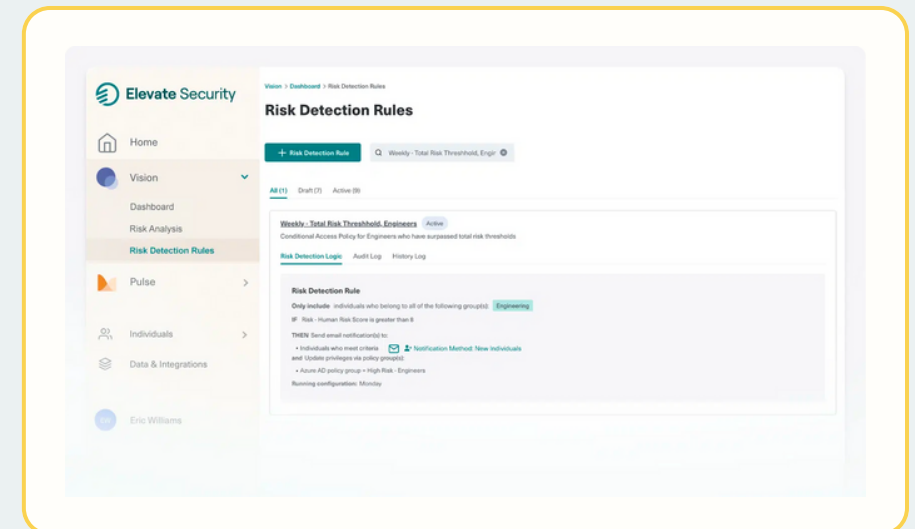 Elevate Security
Home
Vision
Dashboard
Risk Analysis
Risk Detection Rules
Pulse
Individuals
Data & Integrations
Eric Williams
Vision > Dashboard > Risk Detection Rules
Risk Detection Rules
+ Risk Detection Rule
Weekly - Total Risk Threshhold, Engir
All (1) Draft (7) Active (9)
Weekly - Total Risk Threshhold, Engineers Active
Conditional Access Policy for Engineers who have surpassed total risk thresholds
Risk Detection Logic Audit Log History Log
Risk Detection Rule
Only include individuals who belong to all of the following group(s): Engineering
IF Risk - Human Risk Score is greater than 8
THEN Send email notification(s) to:
• Individuals who meet criteria Notification Method: New Individuals
and Update privileges via policy group(s):
• Azure AD policy group = High Risk - Engineers
Running configuration: Monday